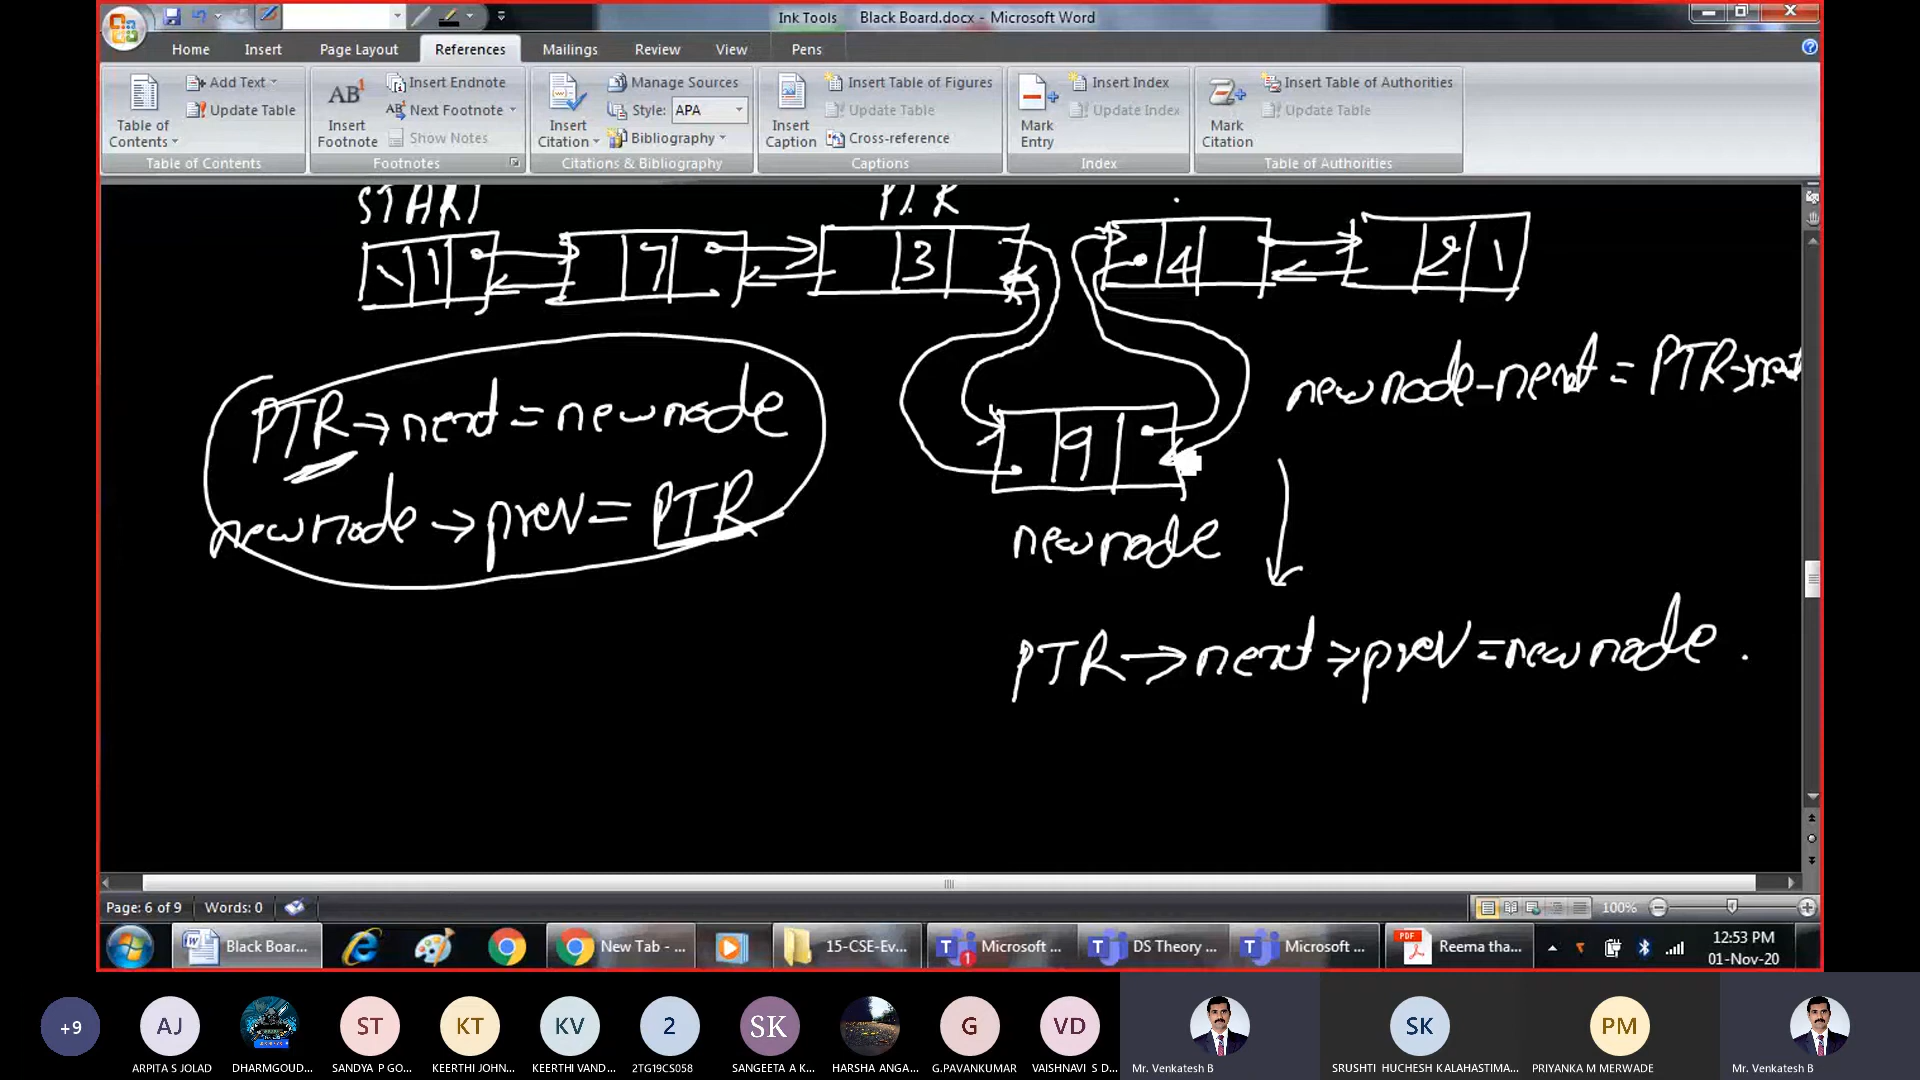 Ink Tools Black Board.docx - Microsoft Word
Home Insert Page Layout References Mailings Review View Pens
Table of Contents
Add Text
Update Table
Table of Contents
AB¹ Insert Footnote
Insert Endnote
AB¹ Next Footnote
Show Notes
Footnotes
Insert Citation
Manage Sources
Style: APA
Bibliography
Citations & Bibliography
Insert Caption
Insert Table of Figures
Update Table
Cross-reference
Captions
Mark Entry
Insert Index
Update Index
Index
Mark Citation
Insert Table of Authorities
Update Table
Table of Authorities
START PTR
\ 1 7 3 4 2 \
newnode-next = PTR→next
PTR→next = newnode
9
newnode → prev = PTR
newnode
PTR→next→prev=newnode.
Page: 6 of 9 Words: 0 100%
Black Boar... New Tab - ... 15-CSE-Ev... Microsoft ... DS Theory ... Microsoft ... Reema tha... 12:53 PM
01-Nov-20
+9 AJ ST KT KV 2 SK G VD SK PM
ARPITA S JOLAD DHARMGOUD... SANDYA P GO... KEERTHI JOHN... KEERTHI VAND... 2TG19CS058 SANGEETA A K... HARSHA ANGA... G.PAVANKUMAR VAISHNAVI S D... Mr. Venkatesh B SRUSHTI HUCHESH KALAHASTIMA... PRIYANKA M MERWADE Mr. Venkatesh B